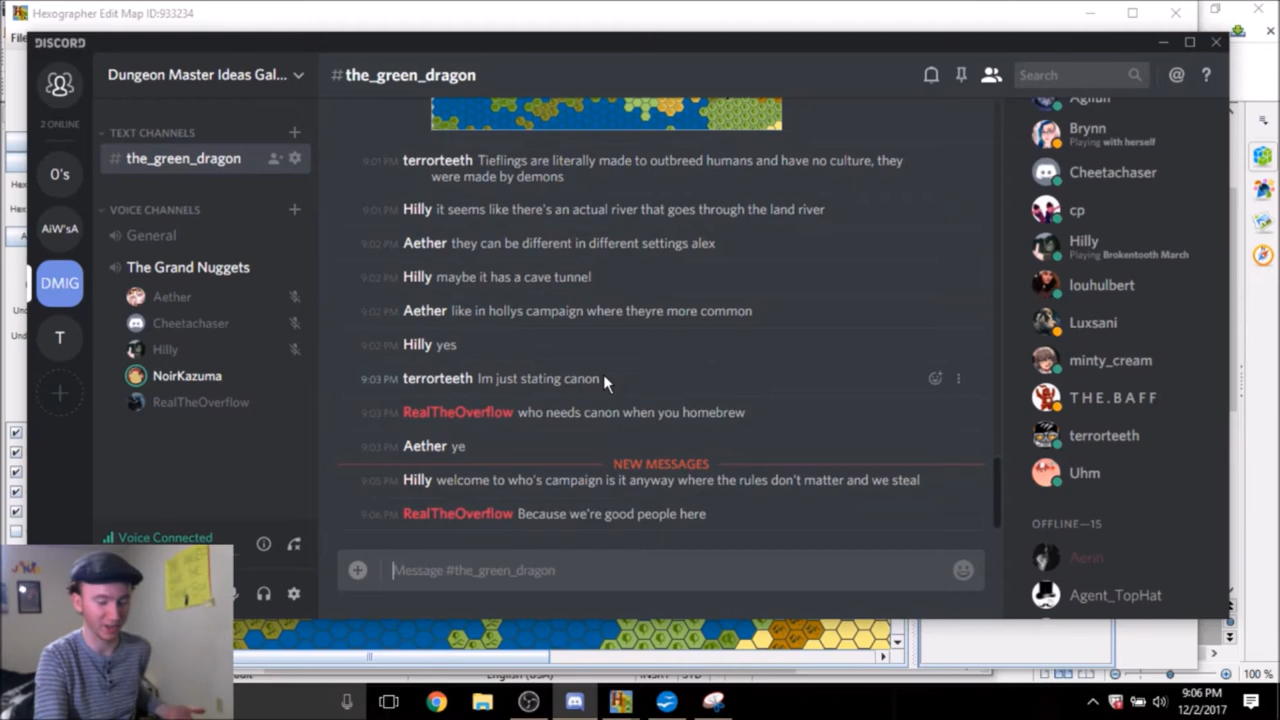 Hexographer Edit Map ID:933234
File
DISCORD
Dungeon Master Ideas Gal...
#the_green_dragon
Search
2 ONLINE
TEXT CHANNELS
# the_green_dragon
O's
VOICE CHANNELS
AiW'sA
General
DMIG
The Grand Nuggets
Aether
Cheetachaser
T
Hilly
NoirKazuma
RealTheOverflow
Voice Connected
9:01 PM terrorteeth Tieflings are literally made to outbreed humans and have no culture, they
were made by demons
9:01 PM Hilly it seems like there's an actual river that goes through the land river
9:02 PM Aether they can be different in different settings alex
9:02 PM Hilly maybe it has a cave tunnel
9:02 PM Aether like in hollys campaign where theyre more common
9:02 PM Hilly yes
9:03 PM terrorteeth Im just stating canon
9:03 PM RealTheOverflow who needs canon when you homebrew
9:03 PM Aether ye
NEW MESSAGES
9:05 PM Hilly welcome to who's campaign is it anyway where the rules don't matter and we steal
9:06 PM RealTheOverflow Because we're good people here
Message #the_green_dragon
Brynn
Playing with herself
Cheetachaser
cp
Hilly
Playing Brokentooth March
louhulbert
Luxsani
minty_cream
T H E . B A F F
terrorteeth
Uhm
OFFLINE—15
Aerin
Agent_TopHat
English (USA)
INSRT
STD
100 %
9:06 PM
12/2/2017